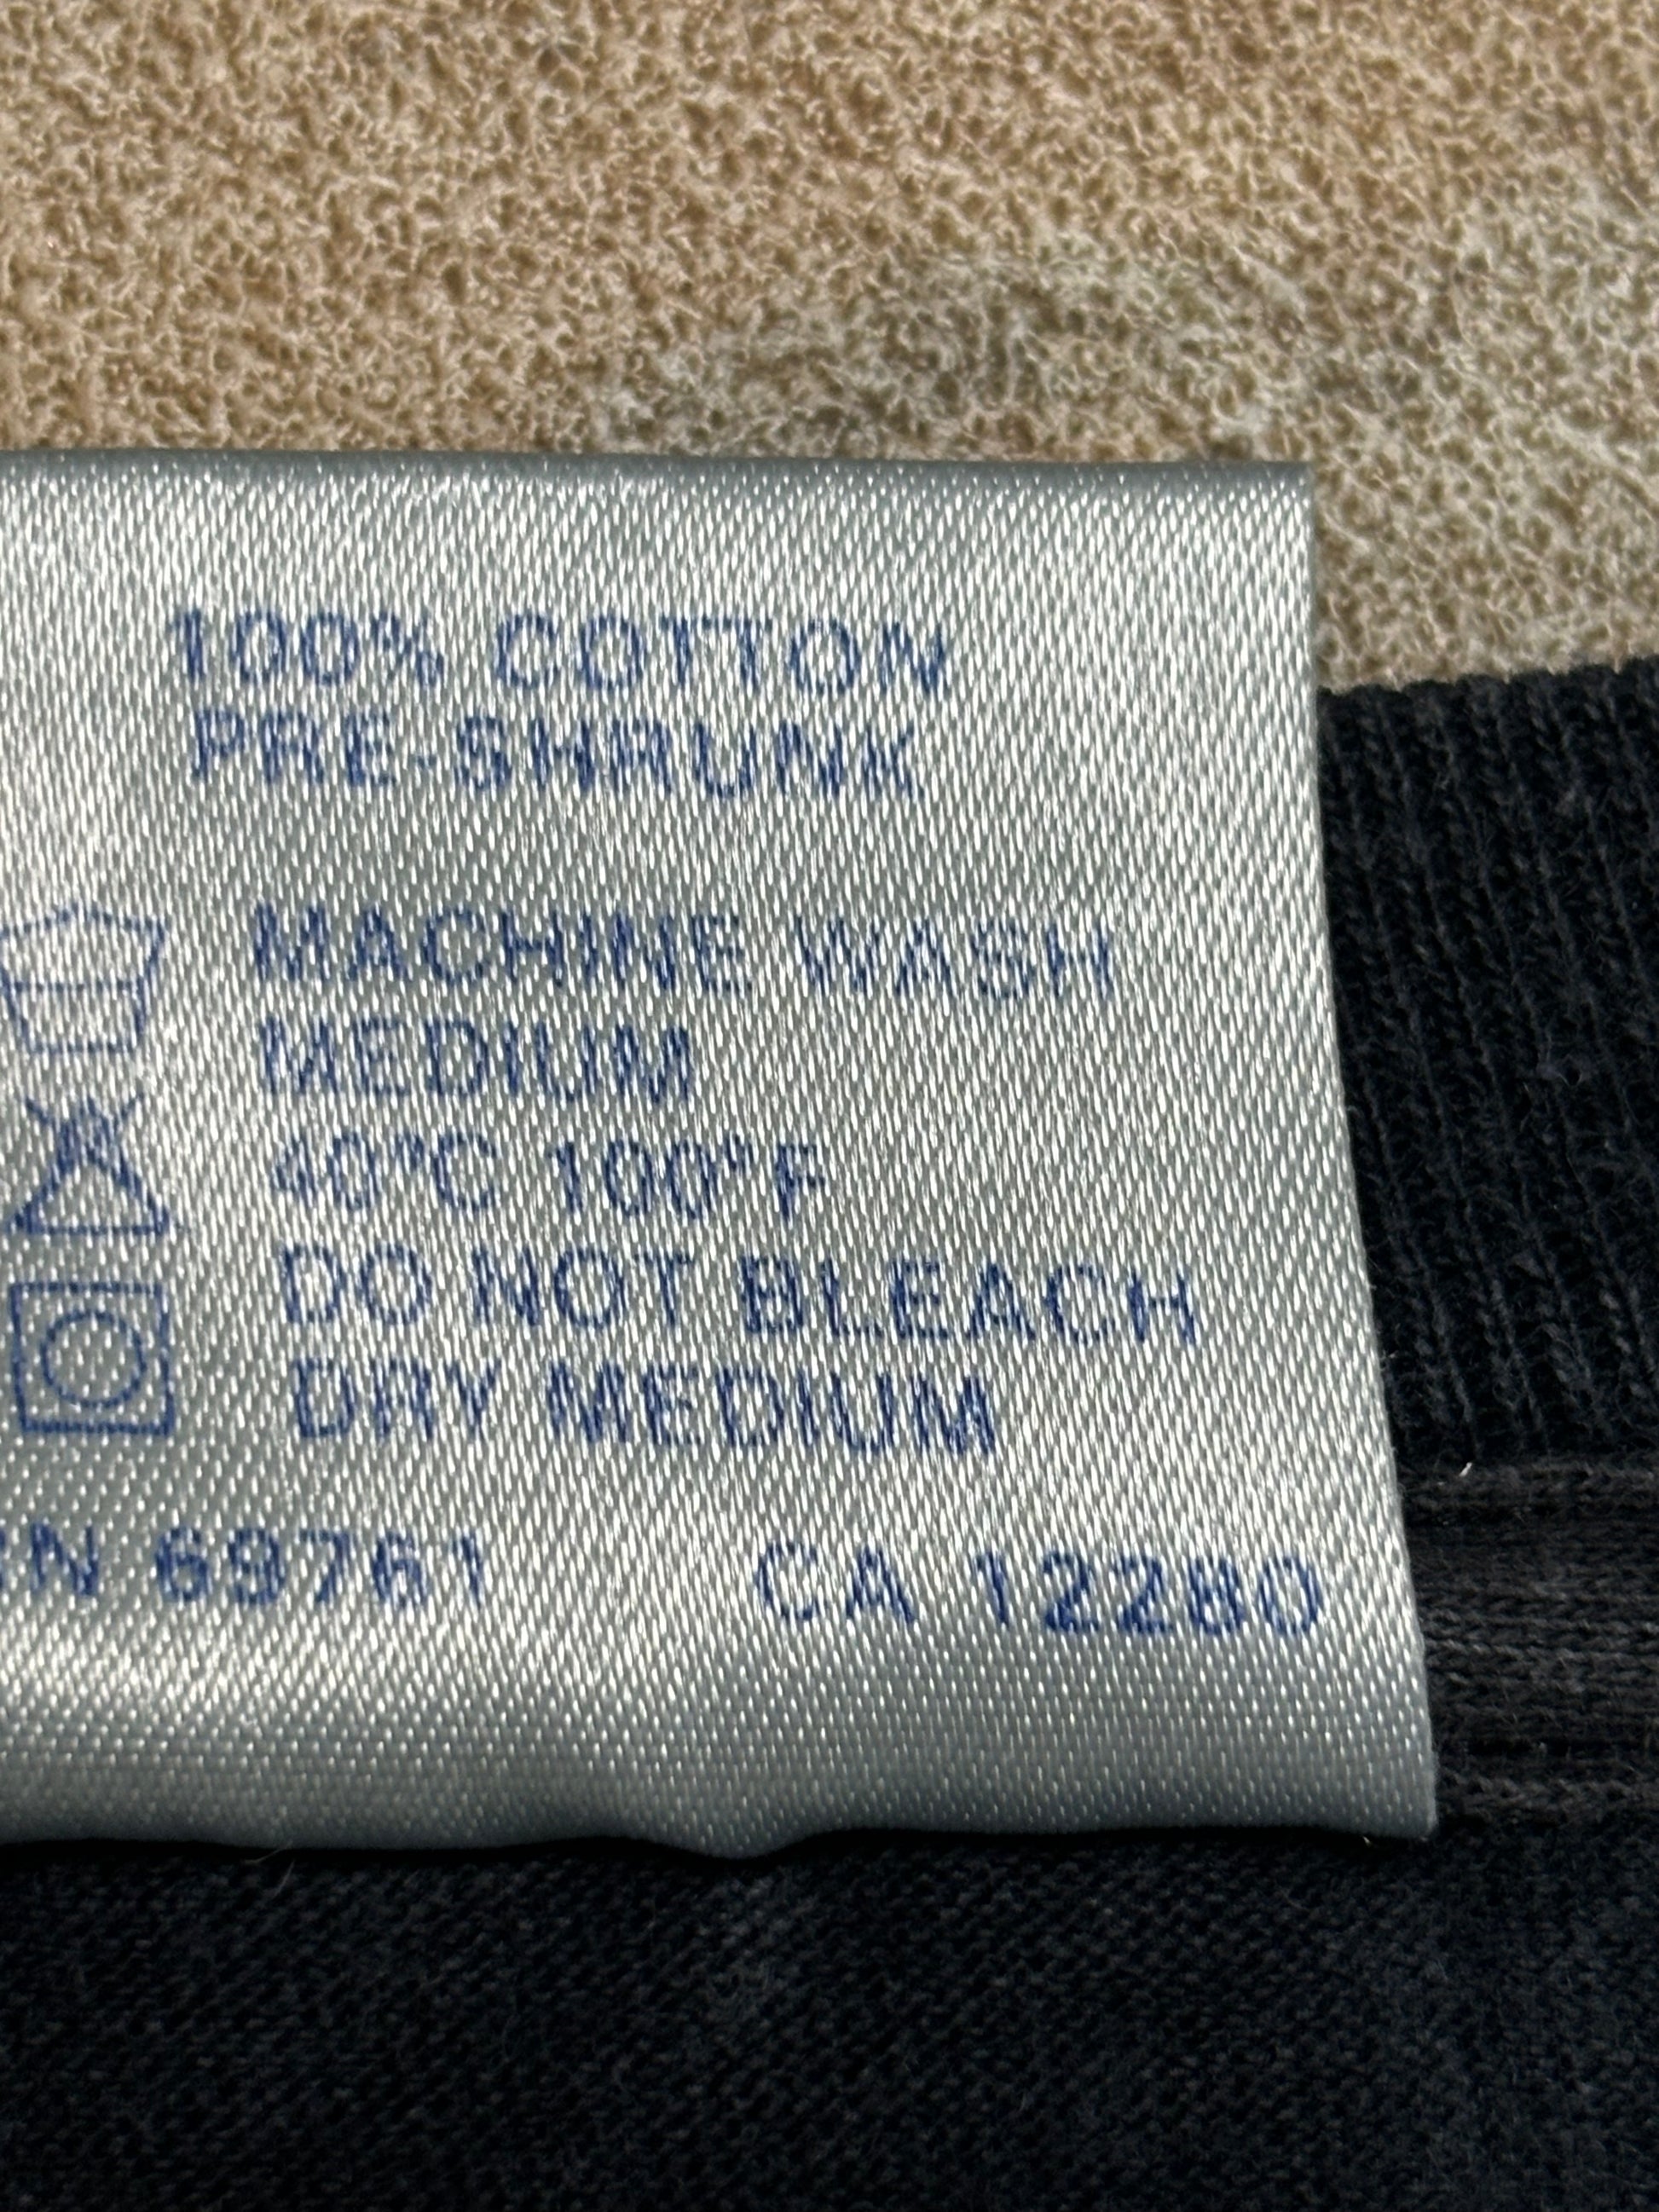 100% COTTON
PRE-SHRUNK
MACHINE WASH
MEDIUM
40°C 100°F
DO NOT BLEACH
DRY MEDIUM
N 69761 CA 12280